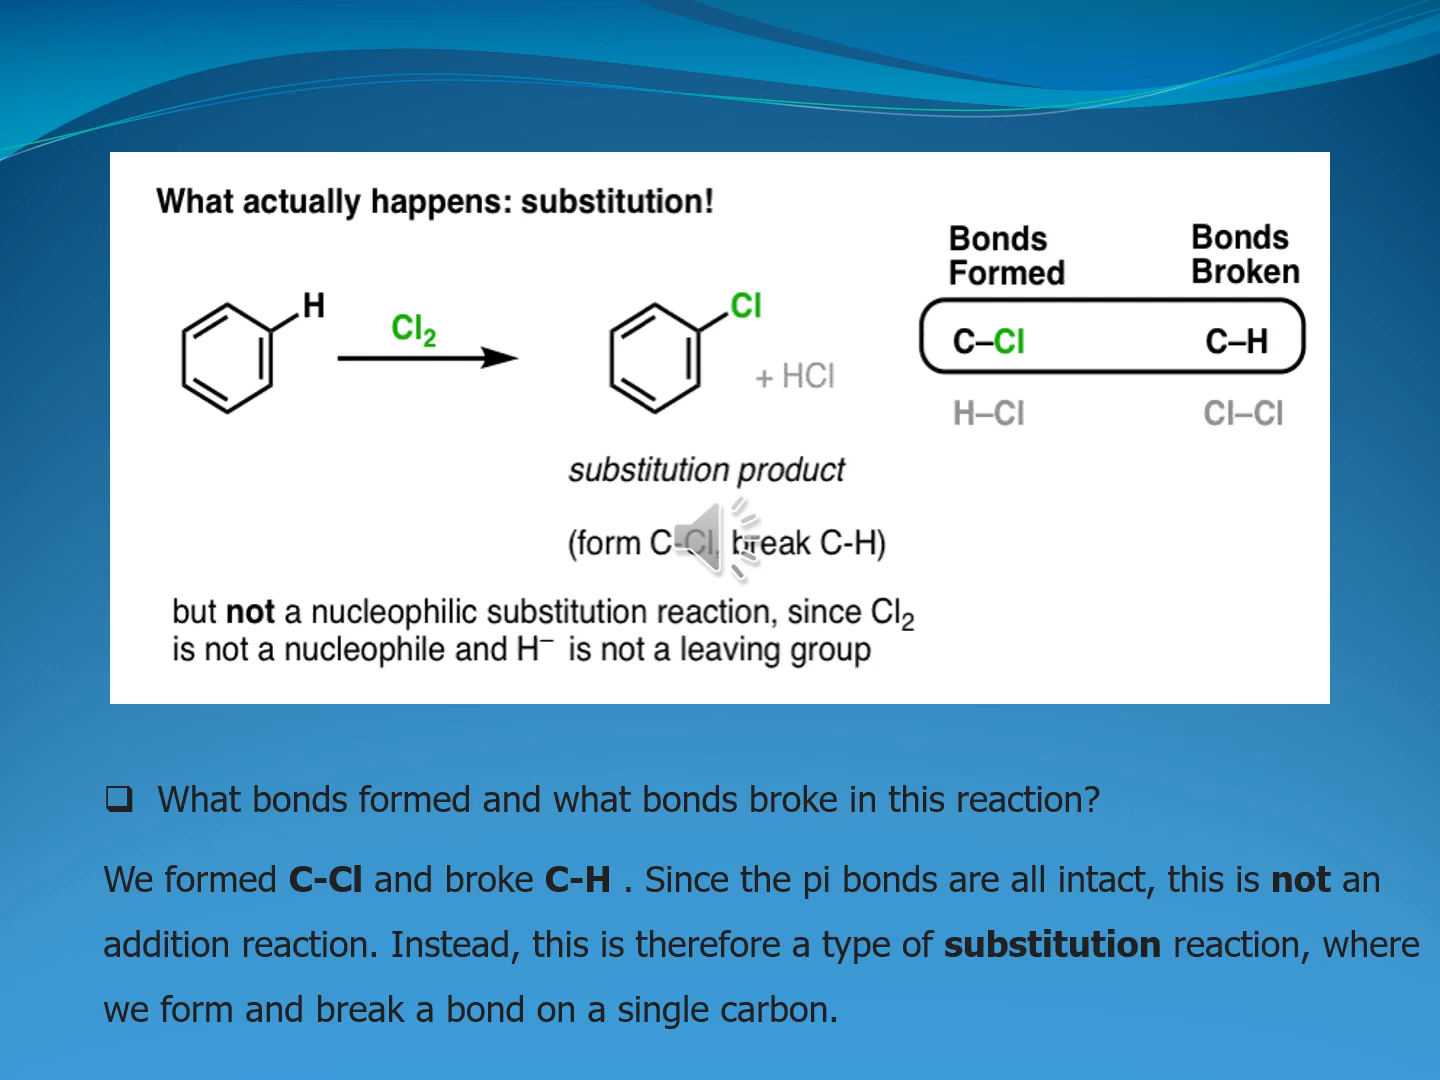 What actually happens: substitution!
Bonds Formed
Bonds Broken
H
Cl₂
Cl
+ HCl
C–Cl
C–H
H–Cl
Cl–Cl
substitution product
(form C-Cl, break C-H)
but not a nucleophilic substitution reaction, since Cl₂
is not a nucleophile and H⁻ is not a leaving group
❑ What bonds formed and what bonds broke in this reaction?
We formed C-Cl and broke C-H . Since the pi bonds are all intact, this is not an
addition reaction. Instead, this is therefore a type of substitution reaction, where
we form and break a bond on a single carbon.